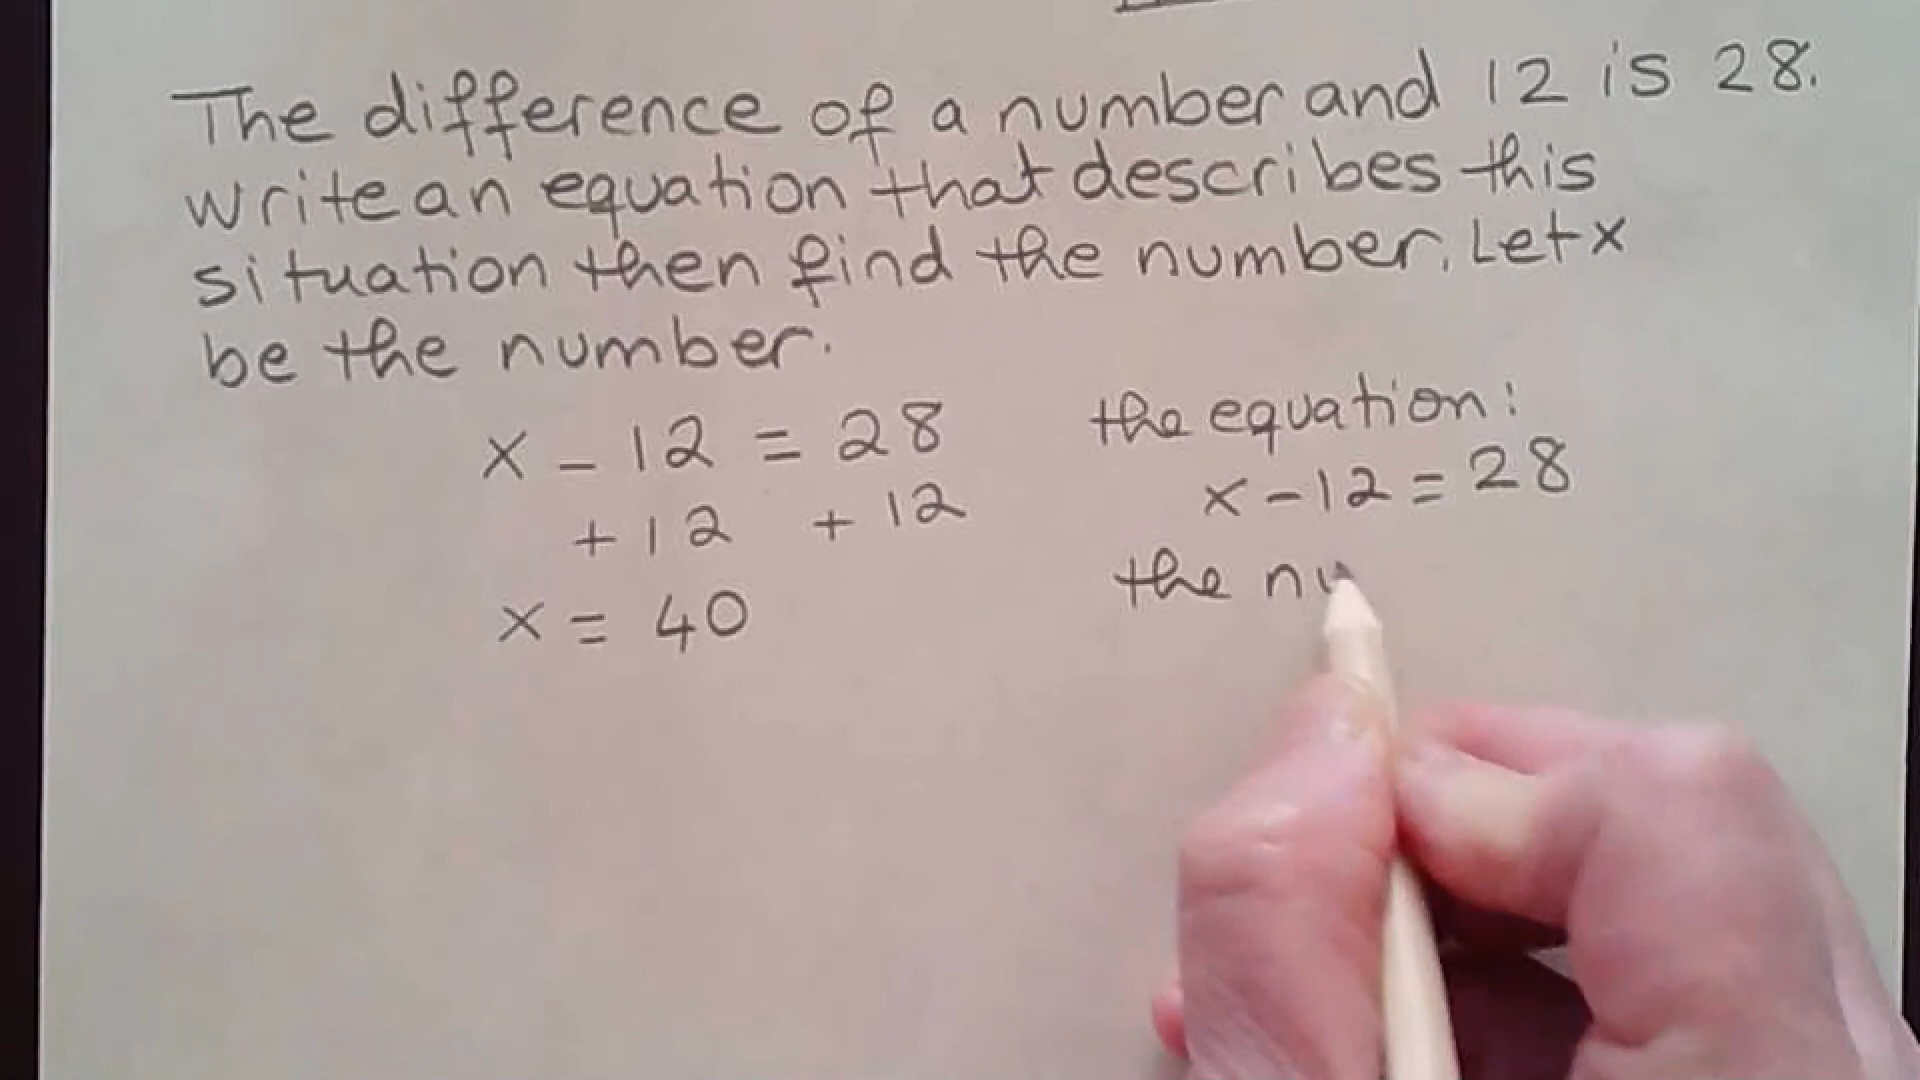 The difference of a number and 12 is 28.
write an equation that describes this
situation then find the number. Let x
be the number.
x - 12 = 28
+12 +12
x = 40
the equation:
x - 12 = 28
the nu